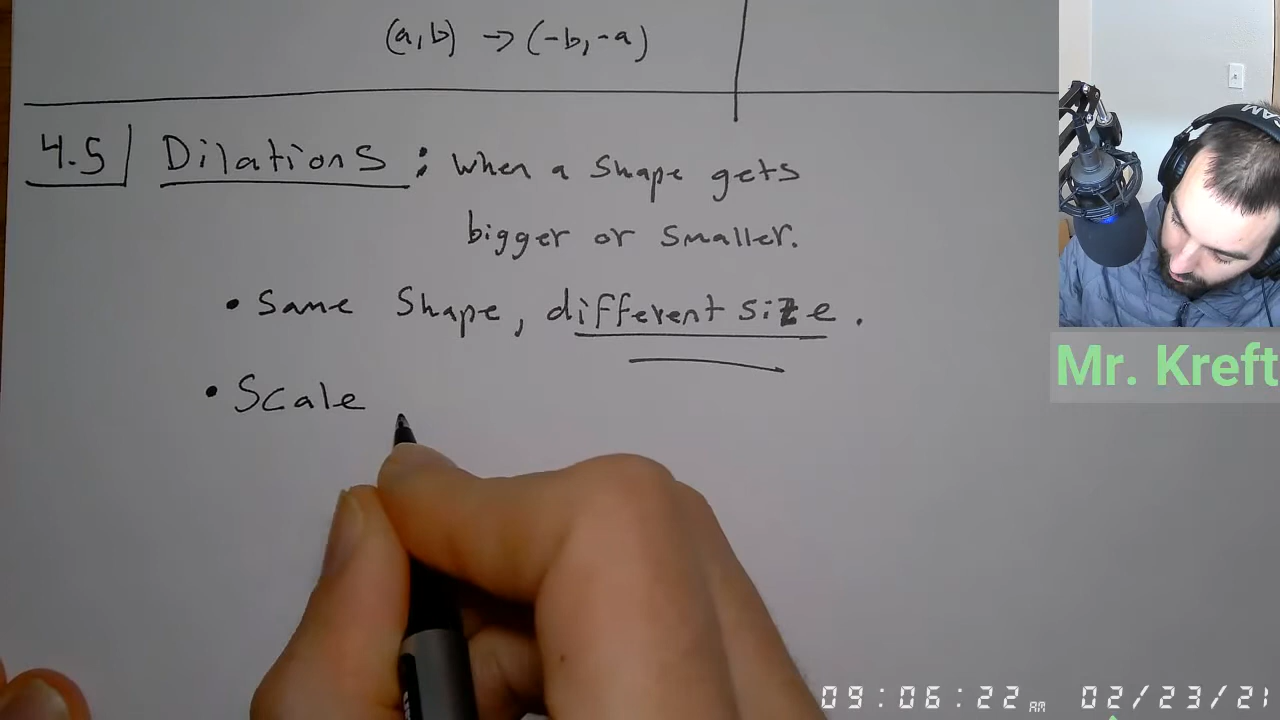 (a,b) → (-b,-a)
4.5 Dilations: when a shape gets
bigger or smaller.
• Same Shape, different size.
• Scale
Mr. Kreft
09:06:22 AM 02/23/21